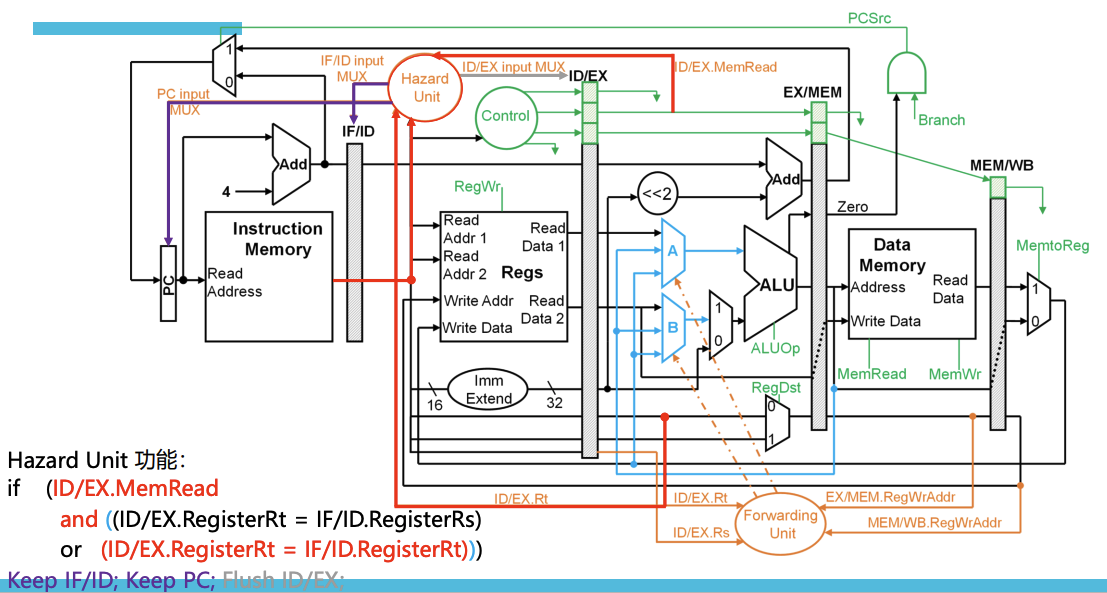 PCSrc
IF/ID input
MUX
Hazard
Unit
ID/EX input MUX
ID/EX
ID/EX.MemRead
EX/MEM
PC input
MUX
1
0
Control
Branch
IF/ID
Add
4
MEM/WB
Add
RegWr
<<2
Zero
Instruction
Memory
Read
Address
PC
Read
Addr 1
Read
Addr 2
Write Addr
Write Data
Regs
Read
Data 1
Read
Data 2
A
B
1
0
ALU
ALUOp
Data
Memory
Address
Write Data
Read
Data
MemRead
MemWr
MemtoReg
1
0
Imm
Extend
16
32
RegDst
0
1
ID/EX.Rt
ID/EX.Rt
ID/EX.Rs
Forwarding
Unit
EX/MEM.RegWrAddr
MEM/WB.RegWrAddr
Hazard Unit 功能：
if (ID/EX.MemRead
and ((ID/EX.RegisterRt = IF/ID.RegisterRs)
or (ID/EX.RegisterRt = IF/ID.RegisterRt)))
Keep IF/ID; Keep PC; Flush ID/EX;